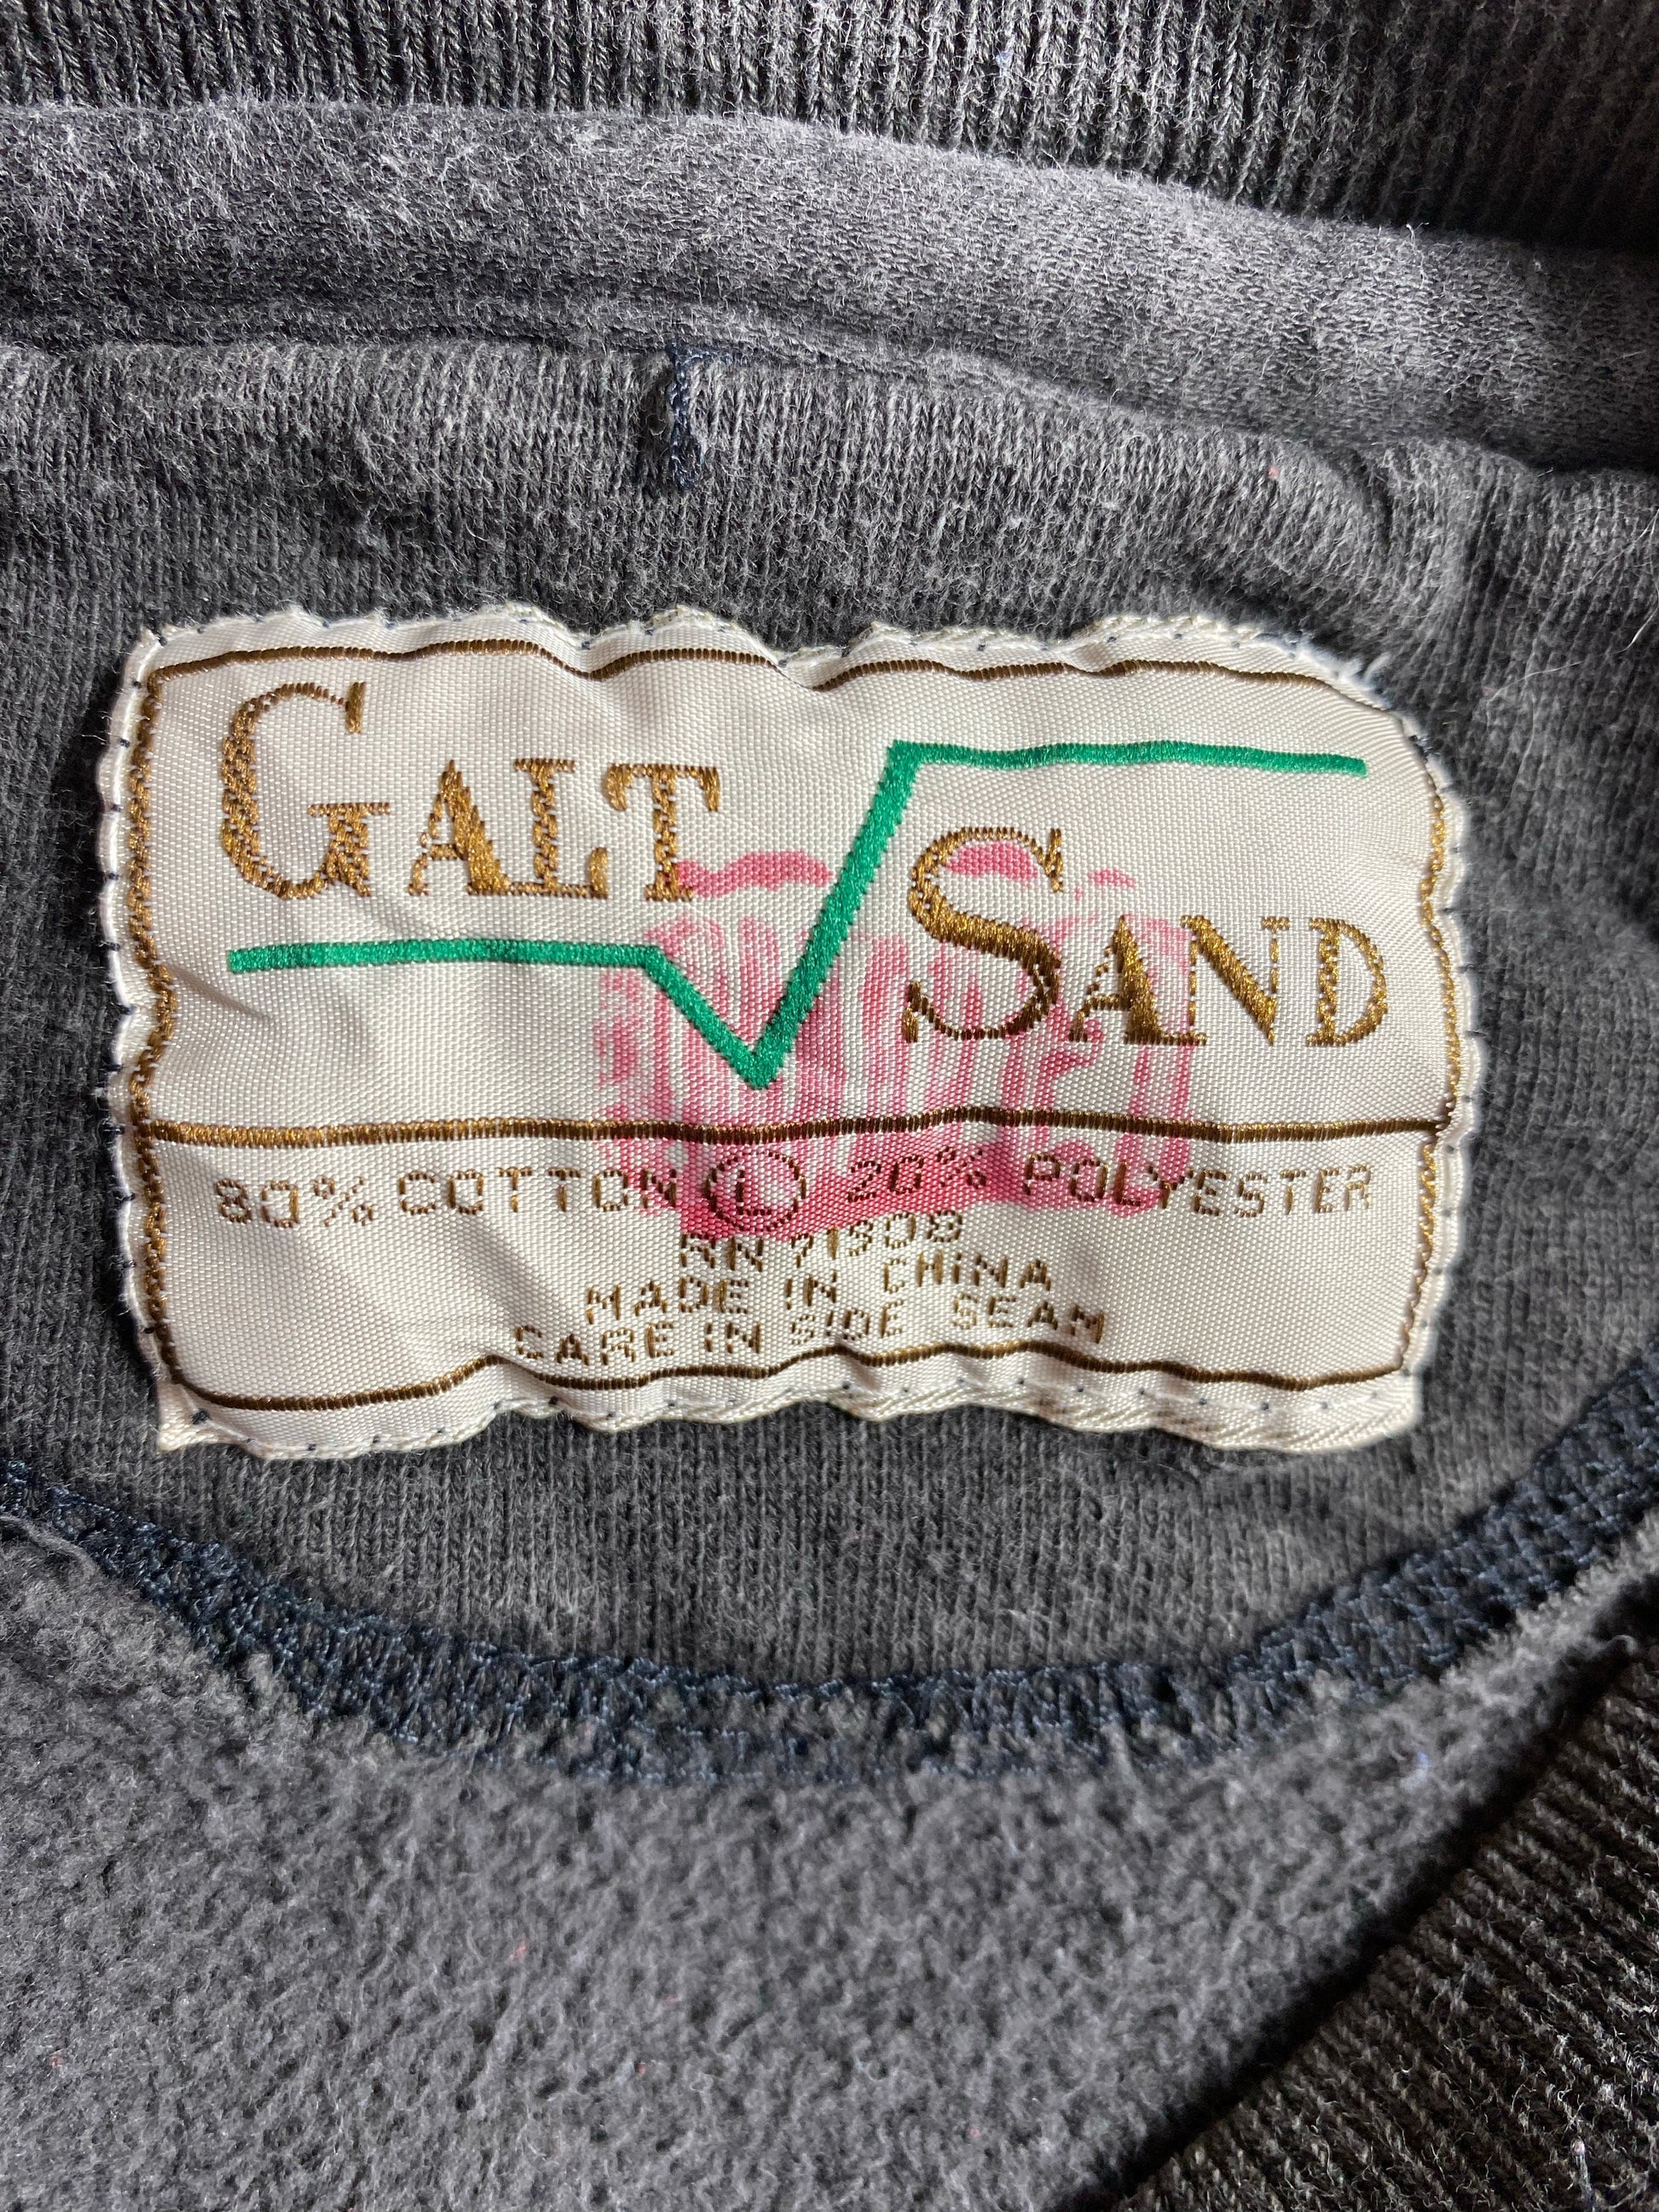 GALT
SAND
80% COTTON L 20% POLYESTER
RN 71308
MADE IN CHINA
CARE IN SIDE SEAM